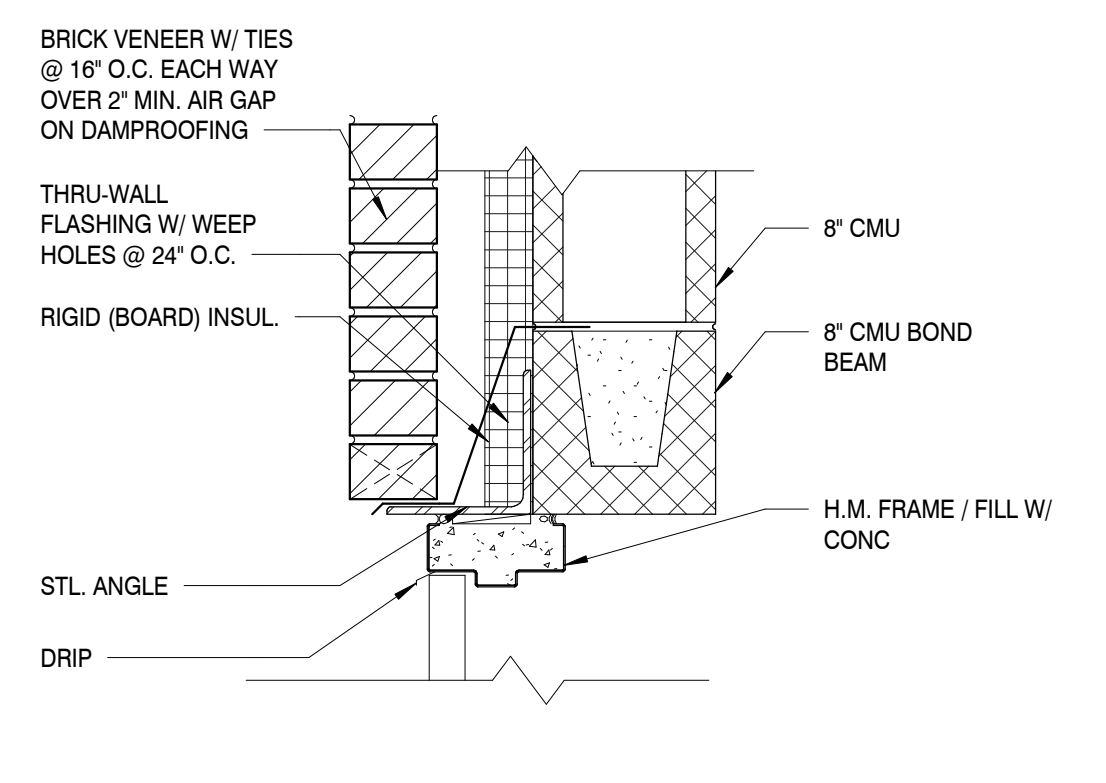 BRICK VENEER W/ TIES
@ 16" O.C. EACH WAY
OVER 2" MIN. AIR GAP
ON DAMPROOFING
THRU-WALL
FLASHING W/ WEEP
HOLES @ 24" O.C.
RIGID (BOARD) INSUL.
STL. ANGLE
DRIP
8" CMU
8" CMU BOND
BEAM
H.M. FRAME / FILL W/
CONC